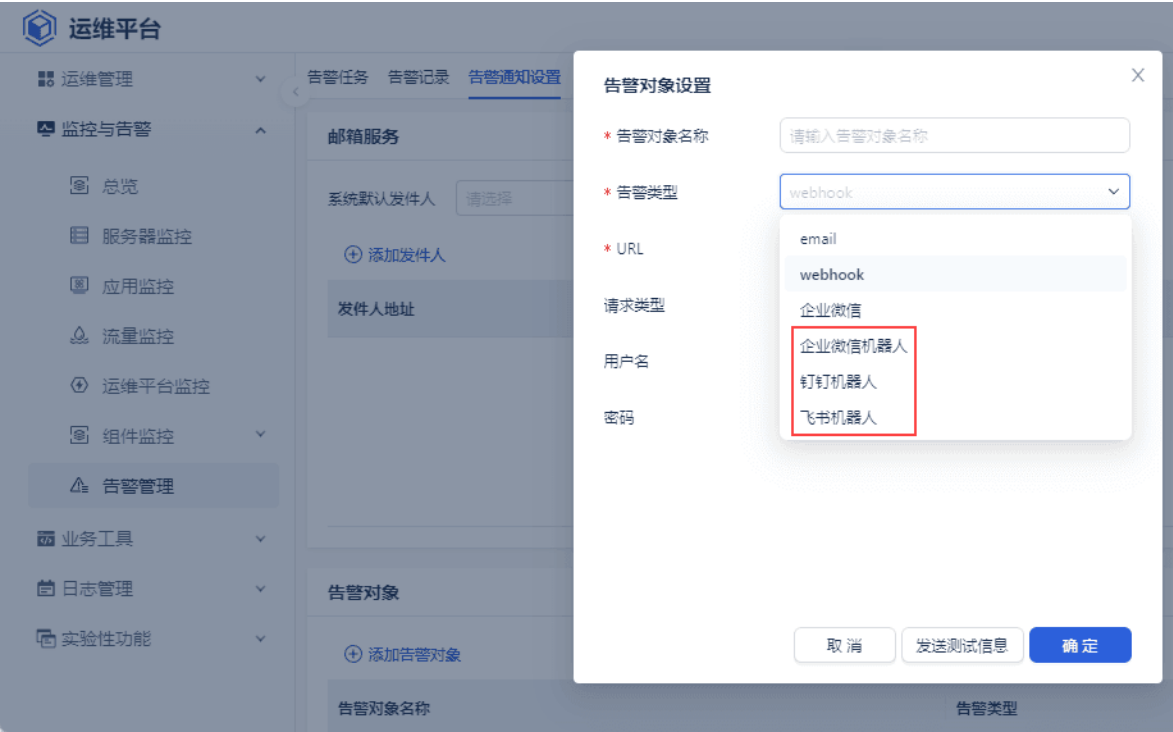 运维平台
运维管理
监控与告警
总览
服务器监控
应用监控
流量监控
运维平台监控
组件监控
告警管理
业务工具
日志管理
实验性功能
告警任务 告警记录 告警通知设置
邮箱服务
系统默认发件人 请选择
添加发件人
发件人地址
告警对象
添加告警对象
告警对象名称 告警类型
告警对象设置
* 告警对象名称 请输入告警对象名称
* 告警类型 webhook
* URL
请求类型
用户名
密码
email
webhook
企业微信
企业微信机器人
钉钉机器人
飞书机器人
取 消 发送测试信息 确 定